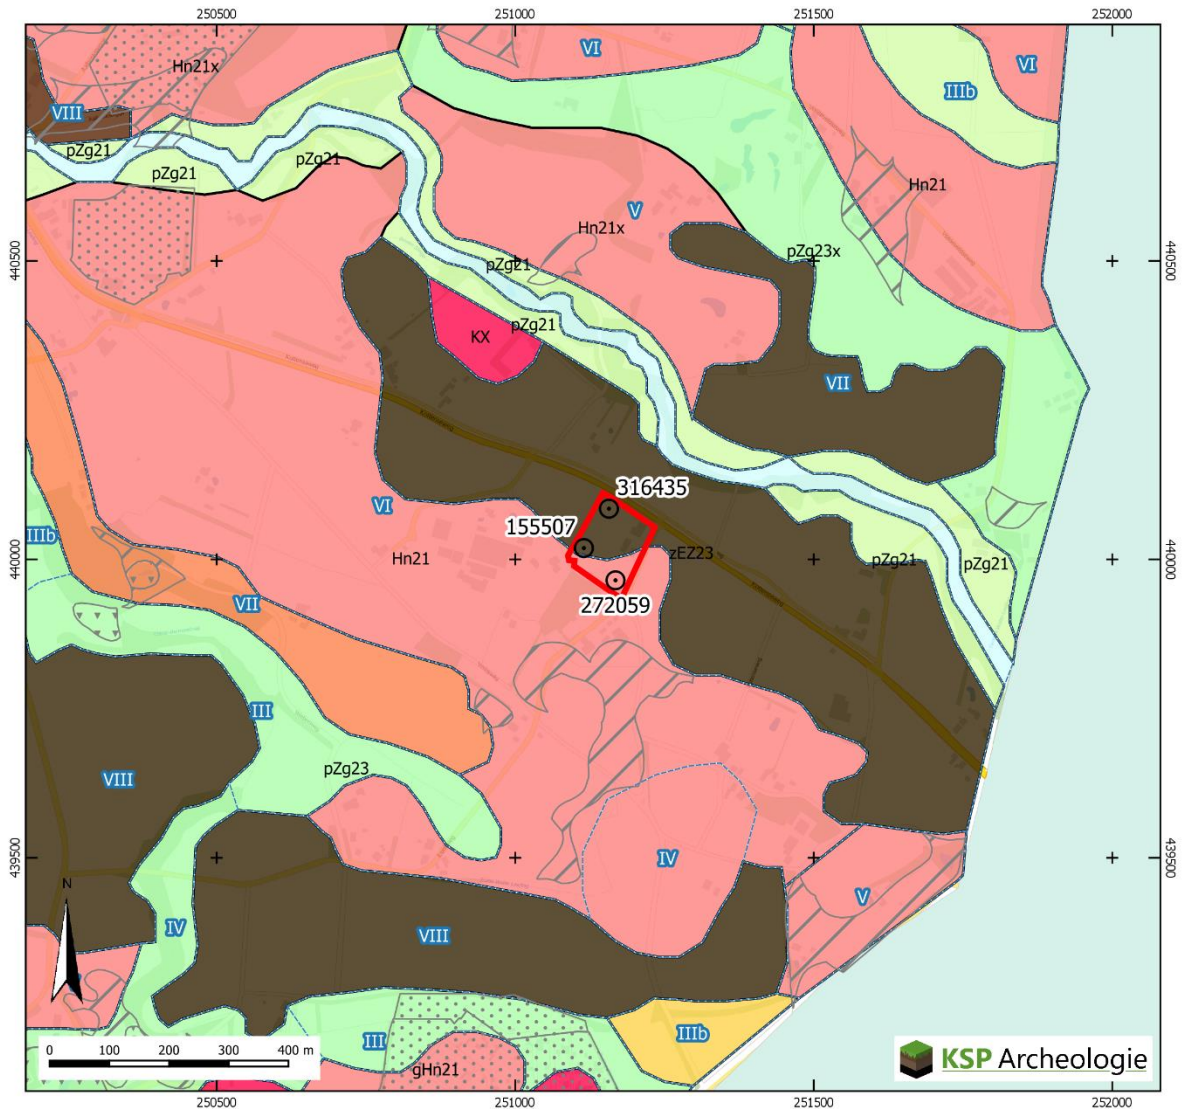 250500 251000 251500 252000
VI
VI
Hn21x
IIIb
VIII
pZg21
pZg21
pZg21
Hn21
V
Hn21x
440500
pZg23x
440500
pZg21
pZg21
KX
VII
316435
VI
155507
IIIb
440000
Hn21
zEZ23
pZg21
pZg21
440000
VII
272059
III
pZg23
VIII
IV
439500
439500
N
V
IV
VIII
III
IIIb
0 100 200 300 400 m
gHn21
KSP Archeologie
250500 251000 251500 252000